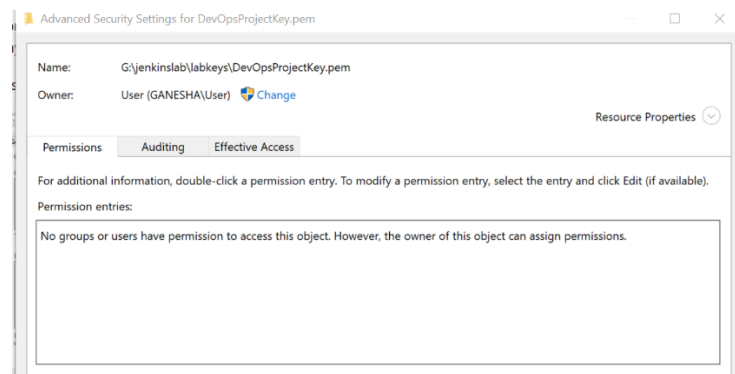 Advanced Security Settings for DevOpsProjectKey.pem
Name: G:\jenkinslab\labkeys\DevOpsProjectKey.pem
Owner: User (GANESHA\User) Change
Resource Properties
Permissions Auditing Effective Access
For additional information, double-click a permission entry. To modify a permission entry, select the entry and click Edit (if available).
Permission entries:
No groups or users have permission to access this object. However, the owner of this object can assign permissions.